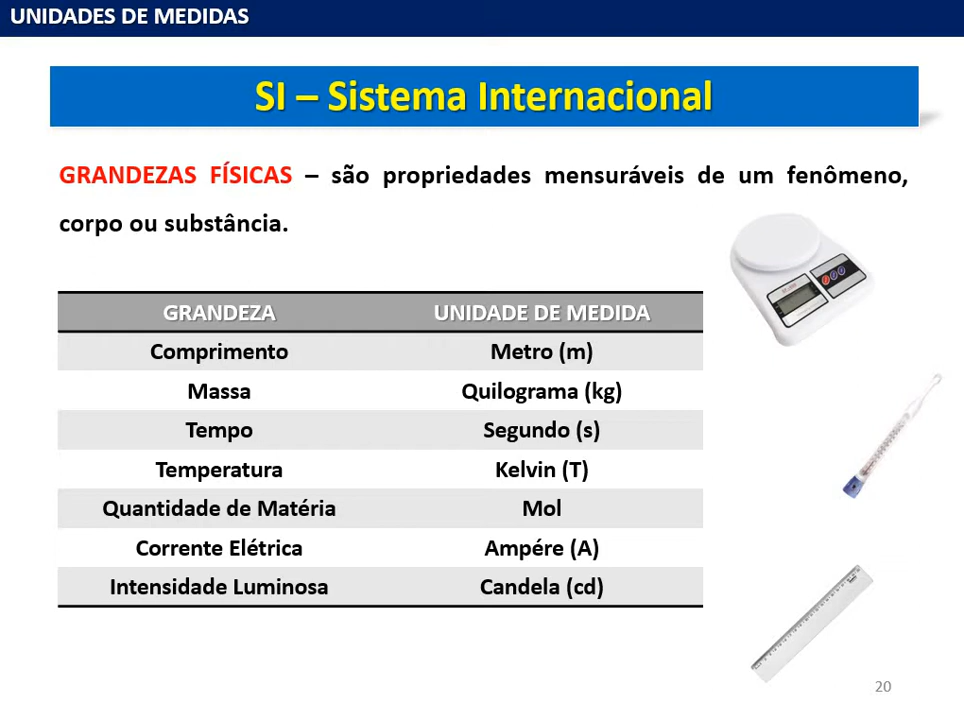 UNIDADES DE MEDIDAS
SI – Sistema Internacional
GRANDEZAS FÍSICAS – são propriedades mensuráveis de um fenômeno,
corpo ou substância.
GRANDEZA UNIDADE DE MEDIDA
Comprimento Metro (m)
Massa Quilograma (kg)
Tempo Segundo (s)
Temperatura Kelvin (T)
Quantidade de Matéria Mol
Corrente Elétrica Ampére (A)
Intensidade Luminosa Candela (cd)
20